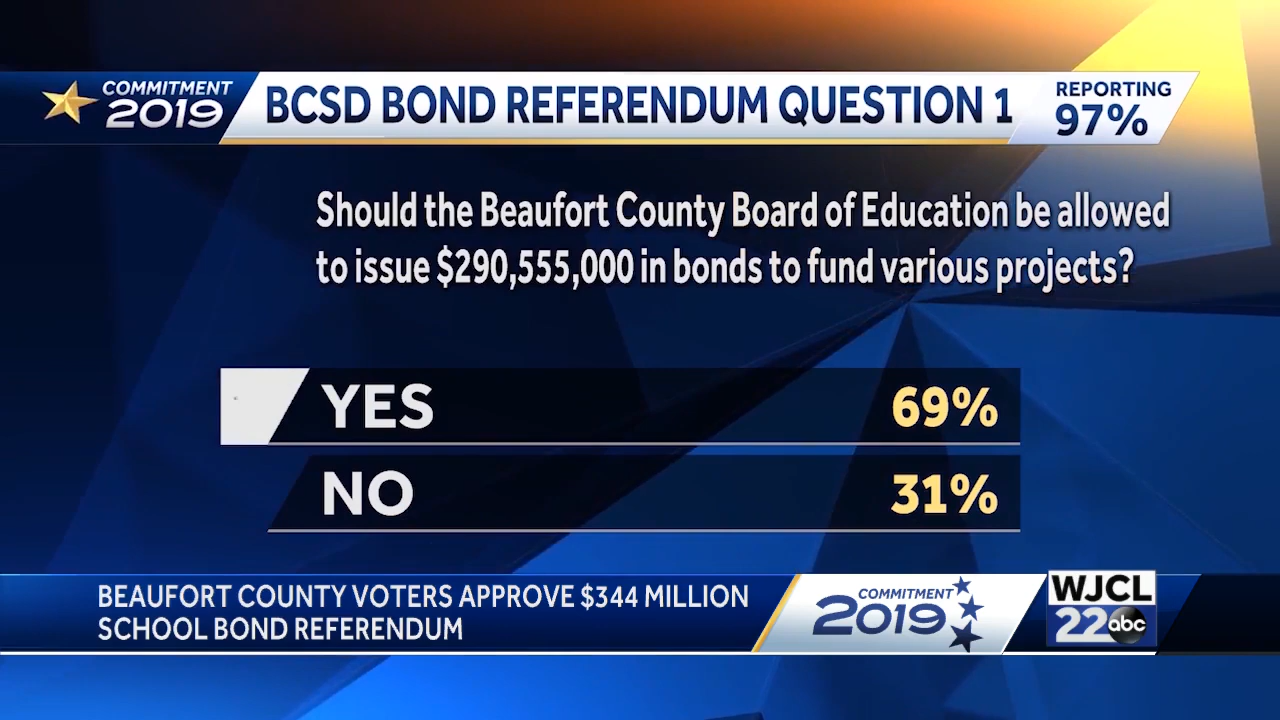 COMMITMENT
2019
BCSD BOND REFERENDUM QUESTION 1
REPORTING
97%
Should the Beaufort County Board of Education be allowed
to issue $290,555,000 in bonds to fund various projects?
YES 69%
NO 31%
BEAUFORT COUNTY VOTERS APPROVE $344 MILLION
SCHOOL BOND REFERENDUM
COMMITMENT
2019
WJCL
22 abc